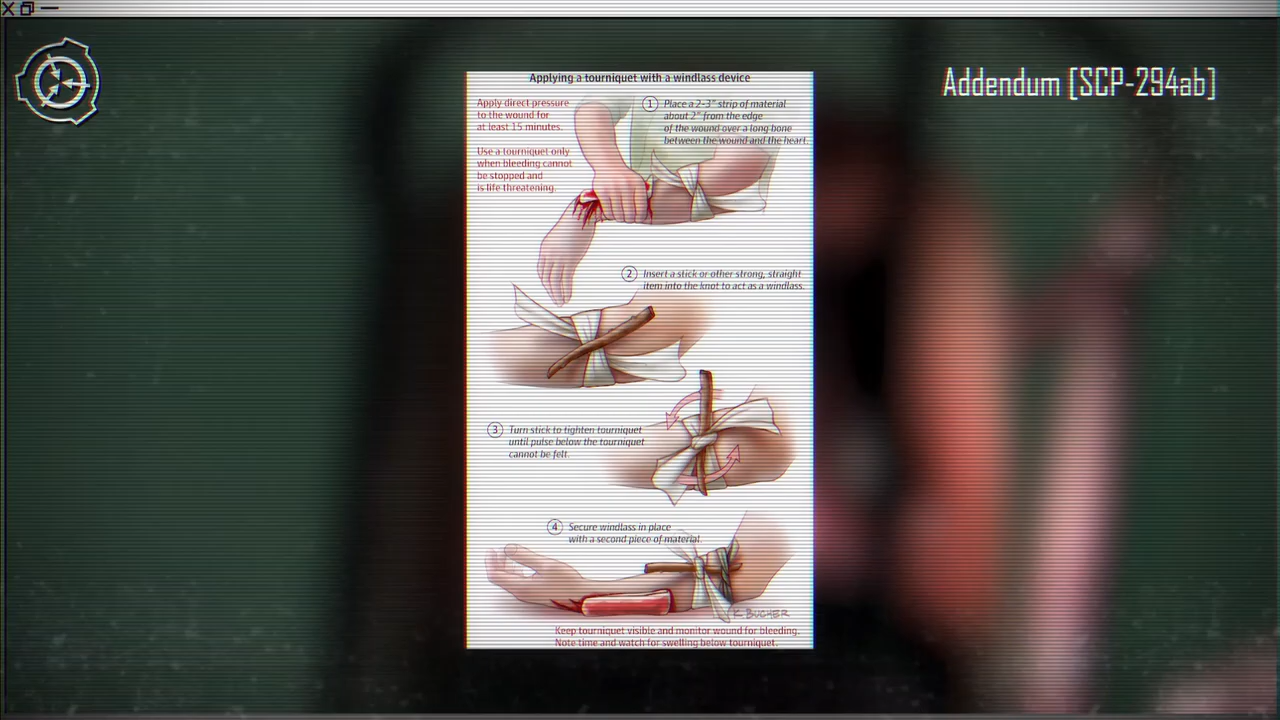 Addendum [SCP-294ab]
Applying a tourniquet with a windlass device
Apply direct pressure
to the wound for
at least 15 minutes.
Use a tourniquet only
when bleeding cannot
be stopped and
is life threatening.
1 Place a 2-3" strip of material
about 2" from the edge
of the wound over a long bone
between the wound and the heart.
2 Insert a stick or other strong, straight
item into the knot to act as a windlass.
3 Turn stick to tighten tourniquet
until pulse below the tourniquet
cannot be felt.
4 Secure windlass in place
with a second piece of material.
K. BUCHER
Keep tourniquet visible and monitor wound for bleeding.
Note time and watch for swelling below tourniquet.